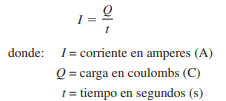 I = Q / t
donde: I = corriente en amperes (A)
Q = carga en coulombs (C)
t = tiempo en segundos (s)